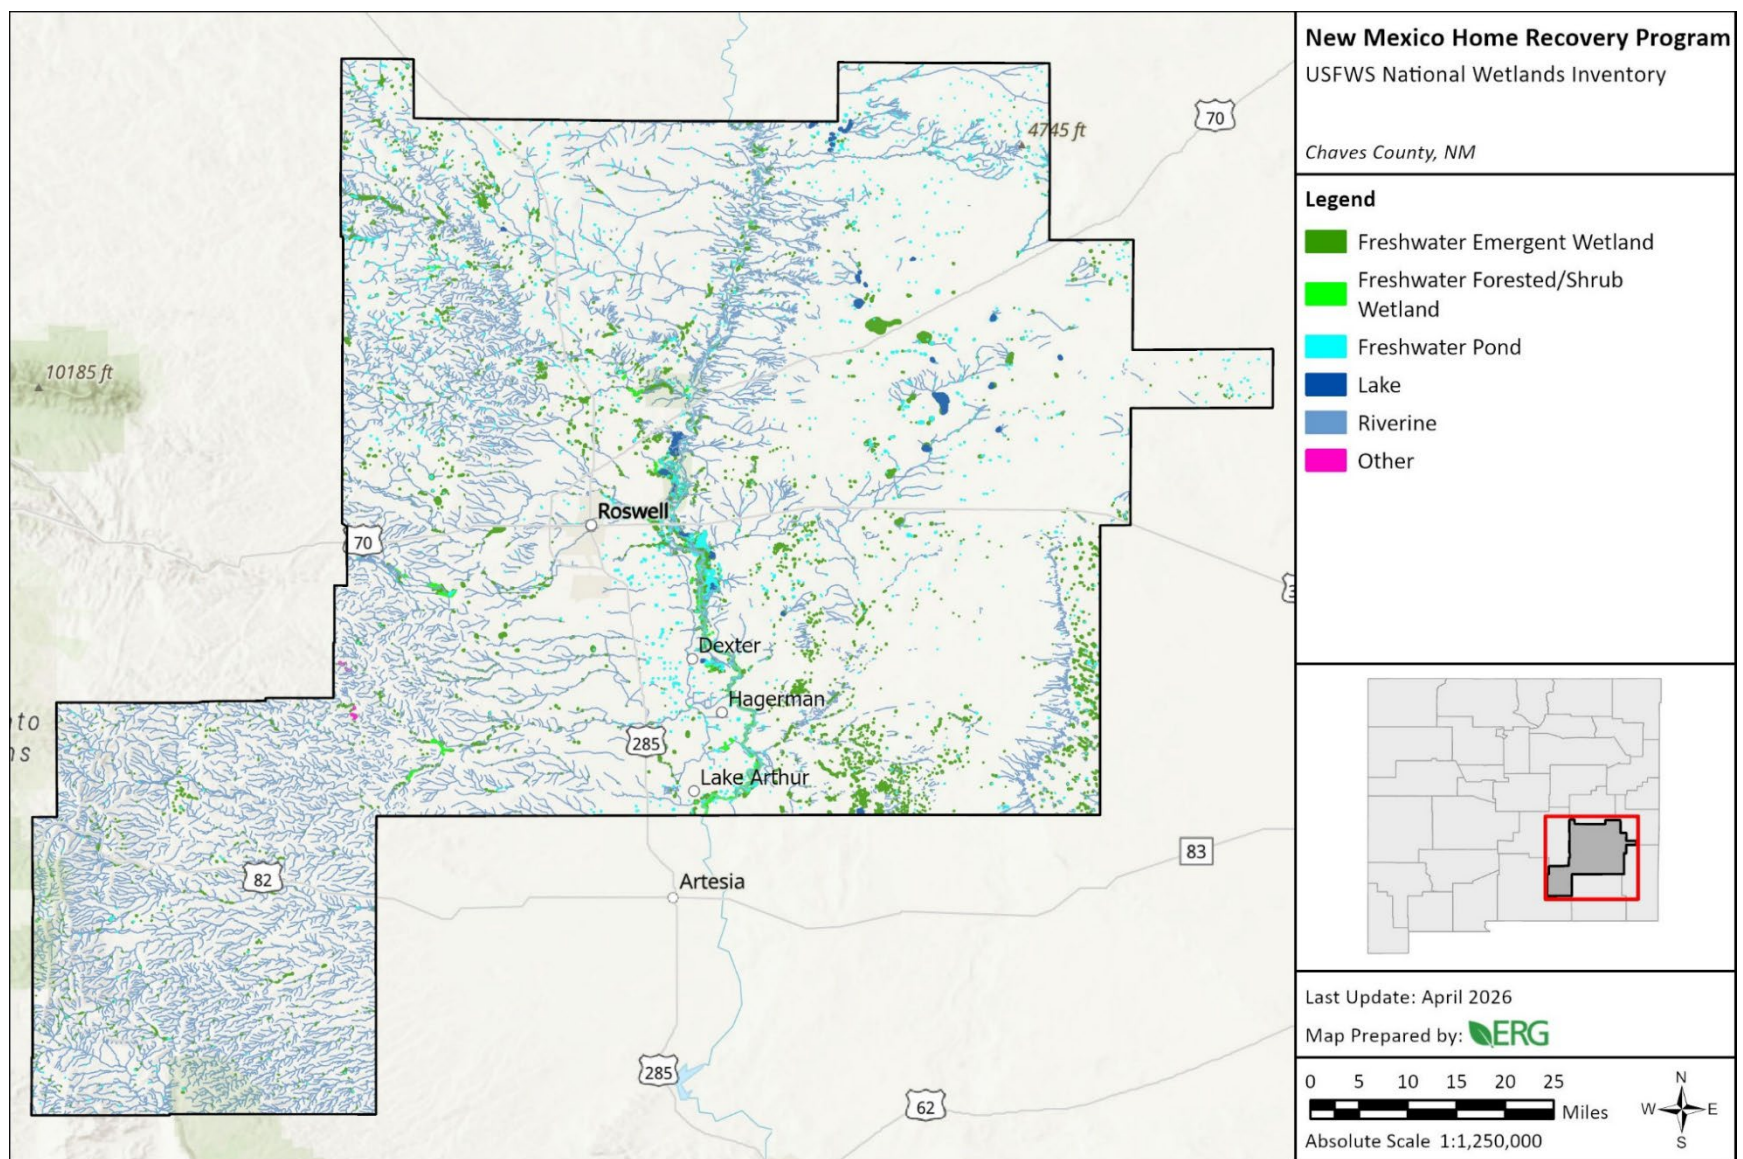 New Mexico Home Recovery Program
USFWS National Wetlands Inventory
Chaves County, NM
Legend
Freshwater Emergent Wetland
Freshwater Forested/Shrub
Wetland
Freshwater Pond
Lake
Riverine
Other
Last Update: April 2026
Map Prepared by: ERG
0 5 10 15 20 25
Miles
Absolute Scale 1:1,250,000
N
W E
S
70
4745 ft
10185 ft
Roswell
70
Dexter
to
ns
Hagerman
285
Lake Arthur
83
82
Artesia
285
62